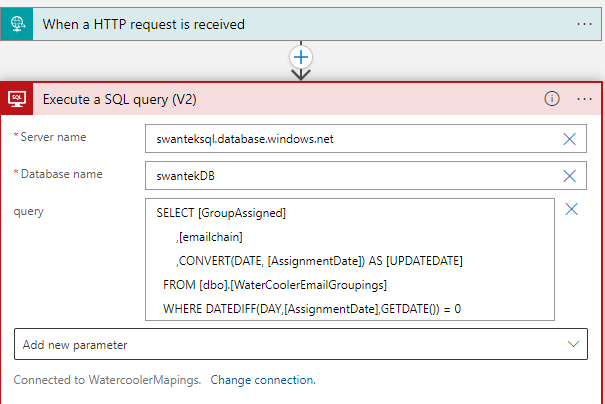 When a HTTP request is received
SQL
Execute a SQL query (V2)
* Server name
swanteksql.database.windows.net
* Database name
swantekDB
query
SELECT [GroupAssigned]
,[emailchain]
,CONVERT(DATE, [AssignmentDate]) AS [UPDATEDATE]
FROM [dbo].[WaterCoolerEmailGroupings]
WHERE DATEDIFF(DAY,[AssignmentDate],GETDATE()) = 0
Add new parameter
Connected to WatercoolerMapings. Change connection.